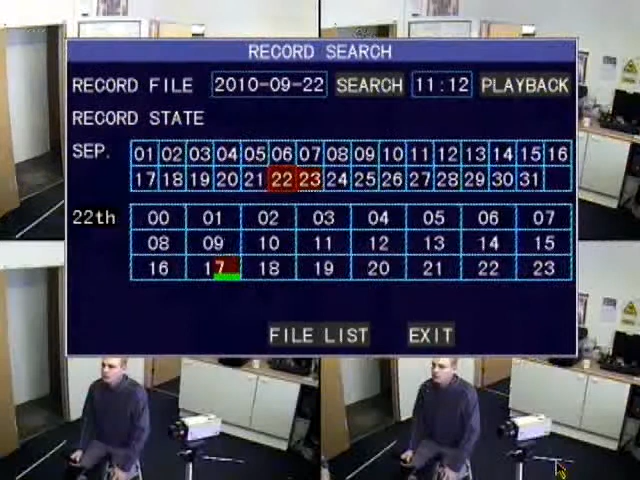 RECORD SEARCH
RECORD FILE 2010-09-22 SEARCH 11:12 PLAYBACK
RECORD STATE
SEP. 01 02 03 04 05 06 07 08 09 10 11 12 13 14 15 16
17 18 19 20 21 22 23 24 25 26 27 28 29 30 31
22th 00 01 02 03 04 05 06 07
08 09 10 11 12 13 14 15
16 17 18 19 20 21 22 23
FILE LIST EXIT